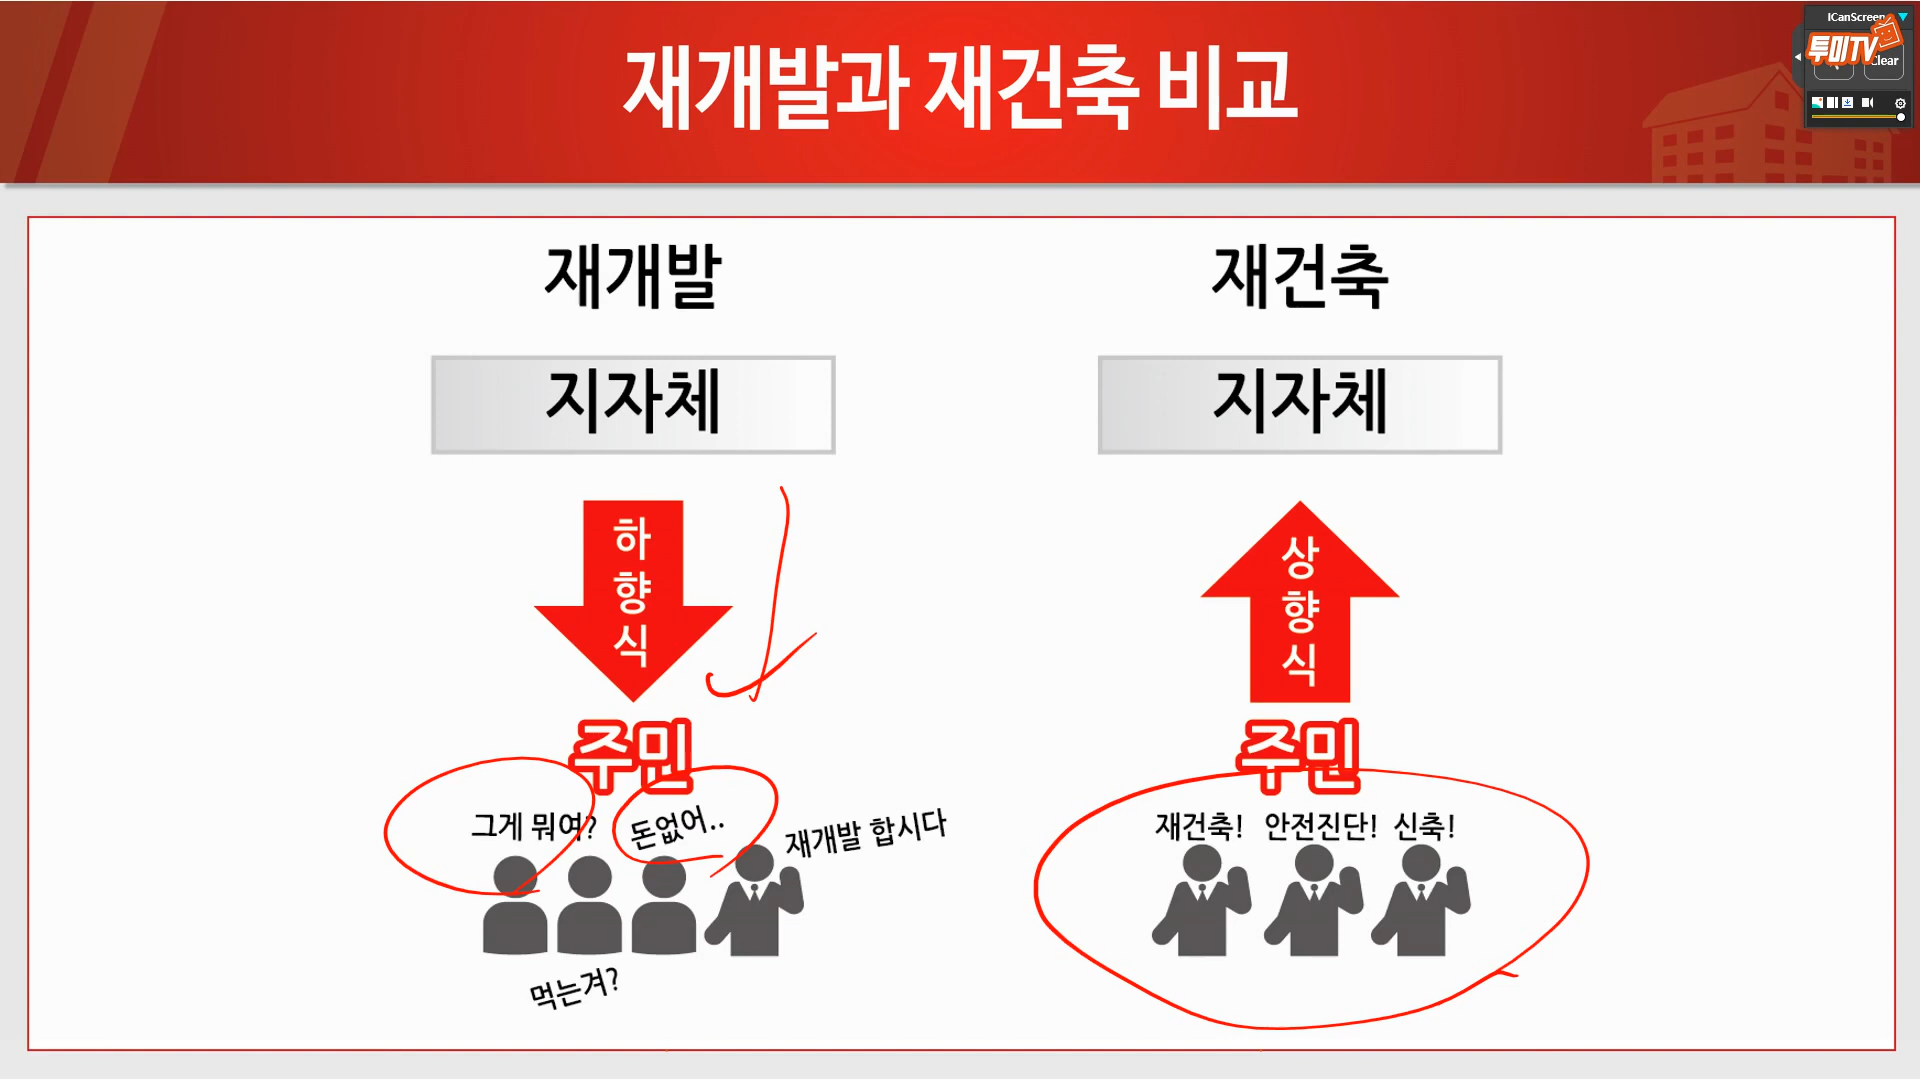 재개발과 재건축 비교
ICanScreen
투미TV
Clear
재개발
지자체
하향식
주민
그게 뭐여?
돈없어..
재개발 합시다
먹는겨?
재건축
지자체
상향식
주민
재건축!
안전진단!
신축!